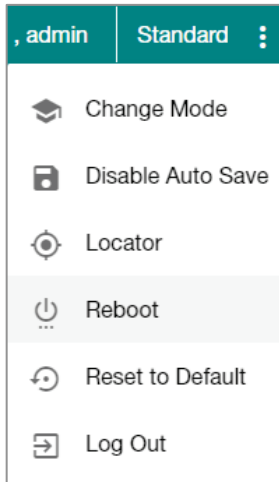 , admin Standard
Change Mode
Disable Auto Save
Locator
Reboot
Reset to Default
Log Out